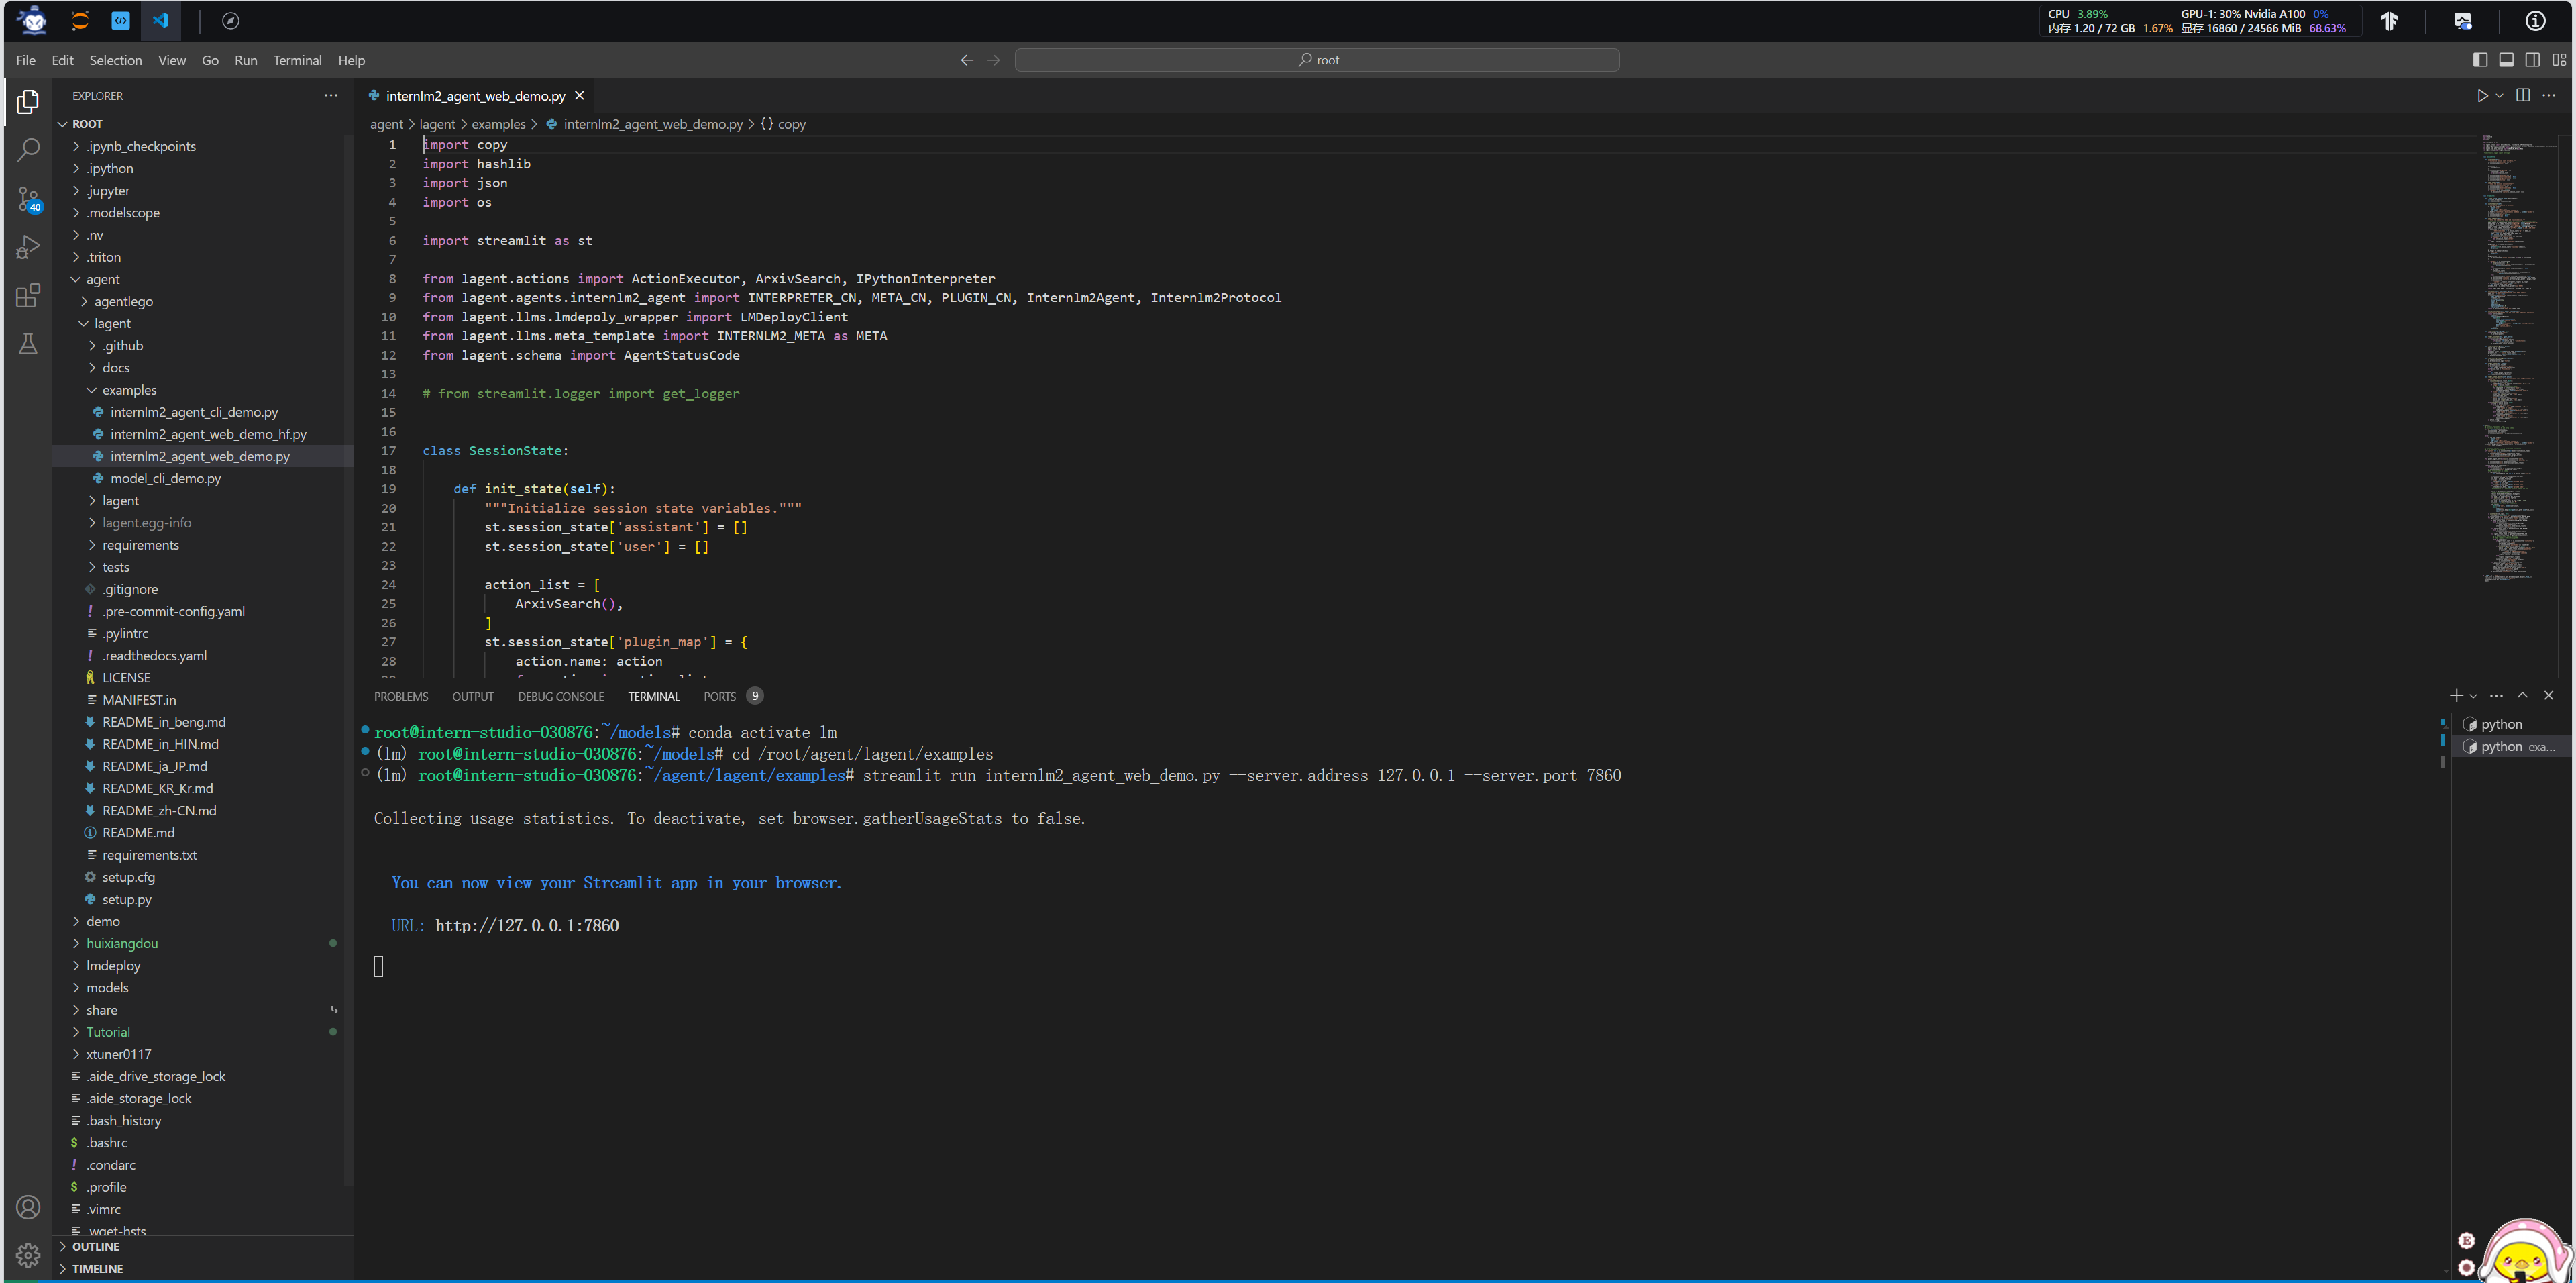 CPU 3.89% GPU-1: 30% Nvidia A100 0%
内存 1.20 / 72 GB 1.67% 显存 16860 / 24566 MiB 68.63%
File Edit Selection View Go Run Terminal Help
root
EXPLORER
ROOT
.ipynb_checkpoints
.ipython
.jupyter
.modelscope
.nv
.triton
agent
agentlego
lagent
.github
docs
examples
internlm2_agent_cli_demo.py
internlm2_agent_web_demo_hf.py
internlm2_agent_web_demo.py
model_cli_demo.py
lagent
lagent.egg-info
requirements
tests
.gitignore
.pre-commit-config.yaml
.pylintrc
.readthedocs.yaml
LICENSE
MANIFEST.in
README_in_beng.md
README_in_HIN.md
README_ja_JP.md
README_KR_Kr.md
README_zh-CN.md
README.md
requirements.txt
setup.cfg
setup.py
demo
huixiangdou
lmdeploy
models
share
Tutorial
xtuner0117
.aide_drive_storage_lock
.aide_storage_lock
.bash_history
.bashrc
.condarc
.profile
.vimrc
.wget-hsts
OUTLINE
TIMELINE
40
internlm2_agent_web_demo.py
agent > lagent > examples > internlm2_agent_web_demo.py > {} copy
1 import copy
2 import hashlib
3 import json
4 import os
5
6 import streamlit as st
7
8 from lagent.actions import ActionExecutor, ArxivSearch, IPythonInterpreter
9 from lagent.agents.internlm2_agent import INTERPRETER_CN, META_CN, PLUGIN_CN, Internlm2Agent, Internlm2Protocol
10 from lagent.llms.lmdepoly_wrapper import LMDeployClient
11 from lagent.llms.meta_template import INTERNLM2_META as META
12 from lagent.schema import AgentStatusCode
13
14 # from streamlit.logger import get_logger
15
16
17 class SessionState:
18
19 def init_state(self):
20 """Initialize session state variables."""
21 st.session_state['assistant'] = []
22 st.session_state['user'] = []
23
24 action_list = [
25 ArxivSearch(),
26 ]
27 st.session_state['plugin_map'] = {
28 action.name: action
PROBLEMS OUTPUT DEBUG CONSOLE TERMINAL PORTS 9
root@intern-studio-030876:~/models# conda activate lm
(lm) root@intern-studio-030876:~/models# cd /root/agent/lagent/examples
(lm) root@intern-studio-030876:~/agent/lagent/examples# streamlit run internlm2_agent_web_demo.py --server.address 127.0.0.1 --server.port 7860
Collecting usage statistics. To deactivate, set browser.gatherUsageStats to false.
You can now view your Streamlit app in your browser.
URL: http://127.0.0.1:7860
python
python exa...
E